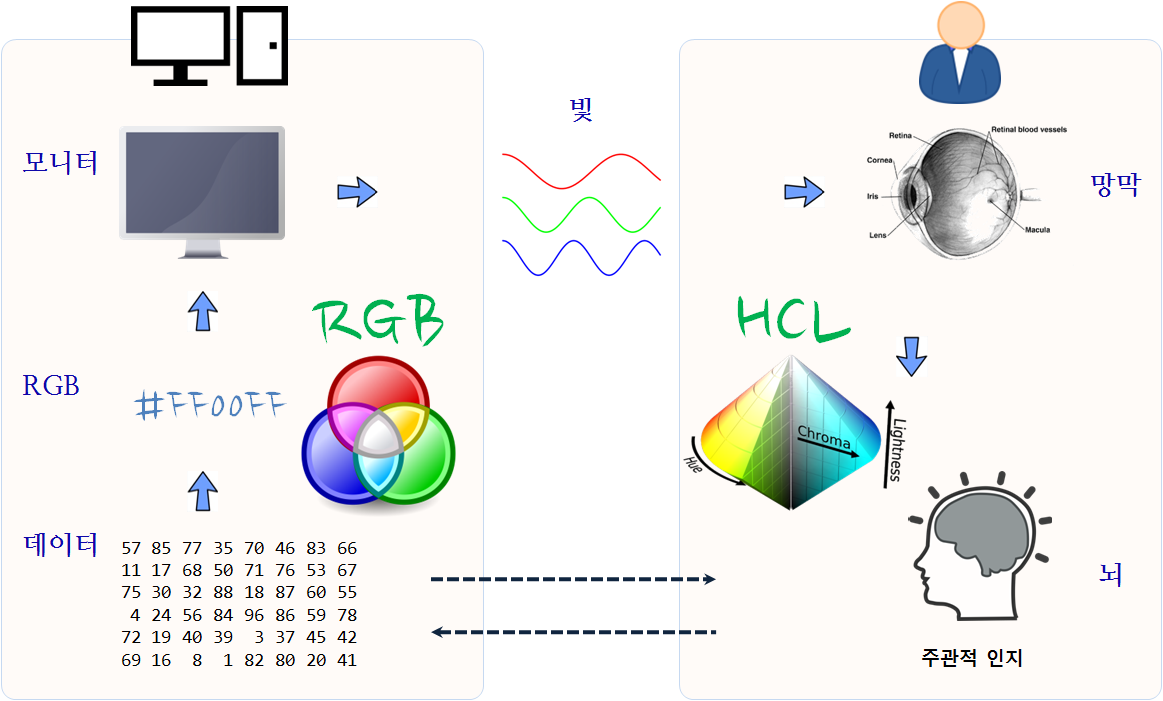 모니터
RGB
#FF00FF
RGB
데이터
57 85 77 35 70 46 83 66
11 17 68 50 71 76 53 67
75 30 32 88 18 87 60 55
4 24 56 84 96 86 59 78
72 19 40 39 3 37 45 42
69 16 8 1 82 80 20 41
빛
Retina
Retinal blood vessels
Cornea
Iris
Lens
Macula
망막
HCL
Chroma
Hue
Lightness
뇌
주관적 인지